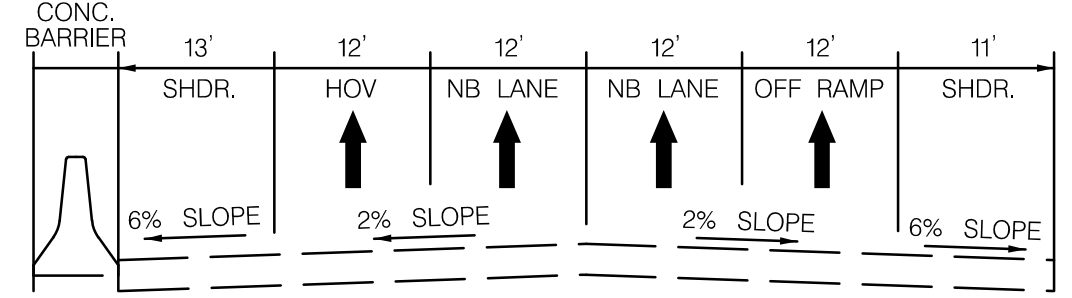 CONC.
BARRIER
13' 12' 12' 12' 12' 11'
SHDR. HOV NB LANE NB LANE OFF RAMP SHDR.
6% SLOPE 2% SLOPE 2% SLOPE 6% SLOPE